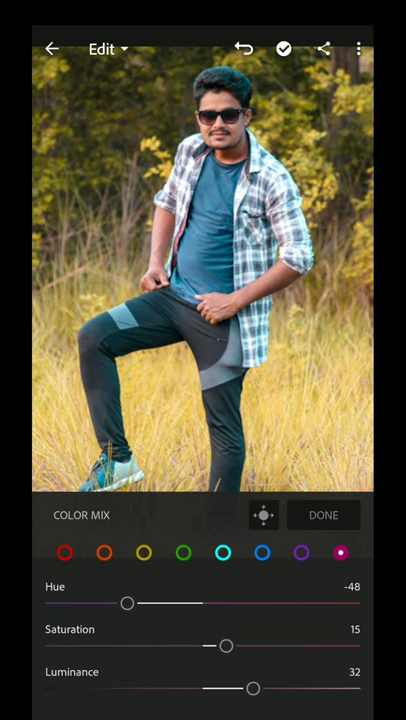 Edit
COLOR MIX
DONE
Hue -48
Saturation 15
Luminance 32